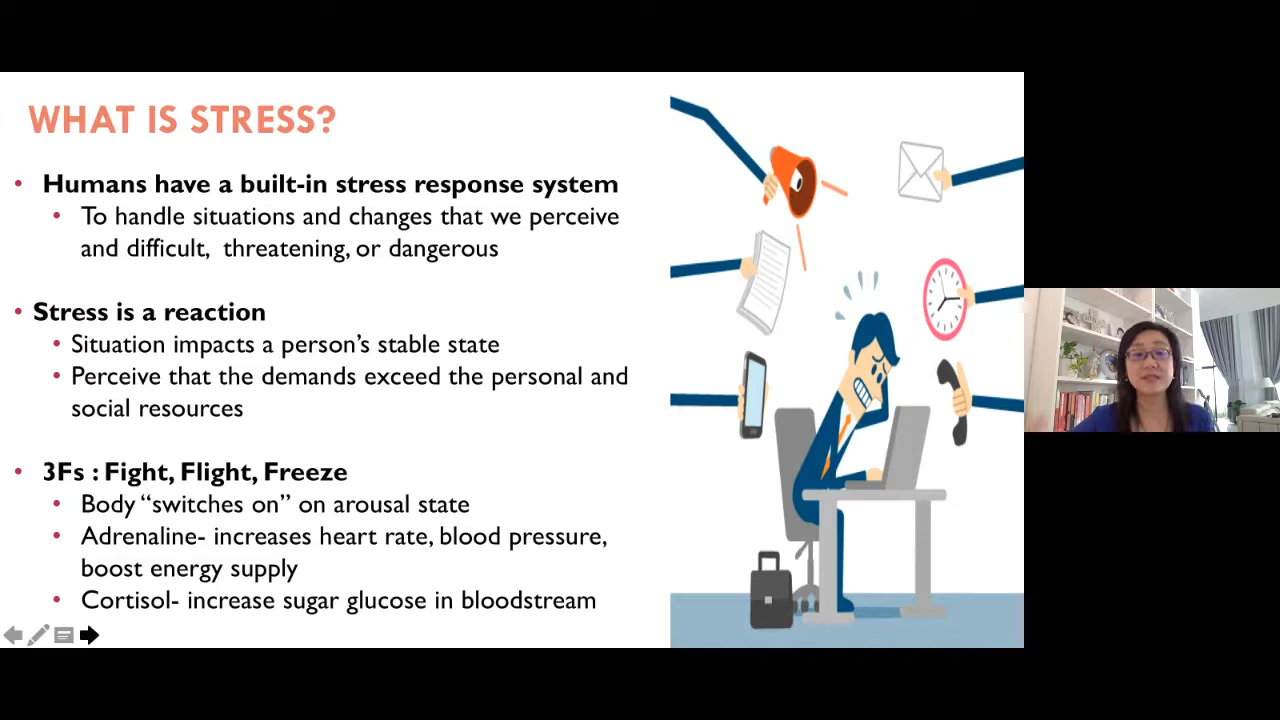 WHAT IS STRESS?
• Humans have a built-in stress response system
• To handle situations and changes that we perceive
and difficult, threatening, or dangerous
• Stress is a reaction
• Situation impacts a person's stable state
• Perceive that the demands exceed the personal and
social resources
• 3Fs : Fight, Flight, Freeze
• Body “switches on” on arousal state
• Adrenaline- increases heart rate, blood pressure,
boost energy supply
• Cortisol- increase sugar glucose in bloodstream